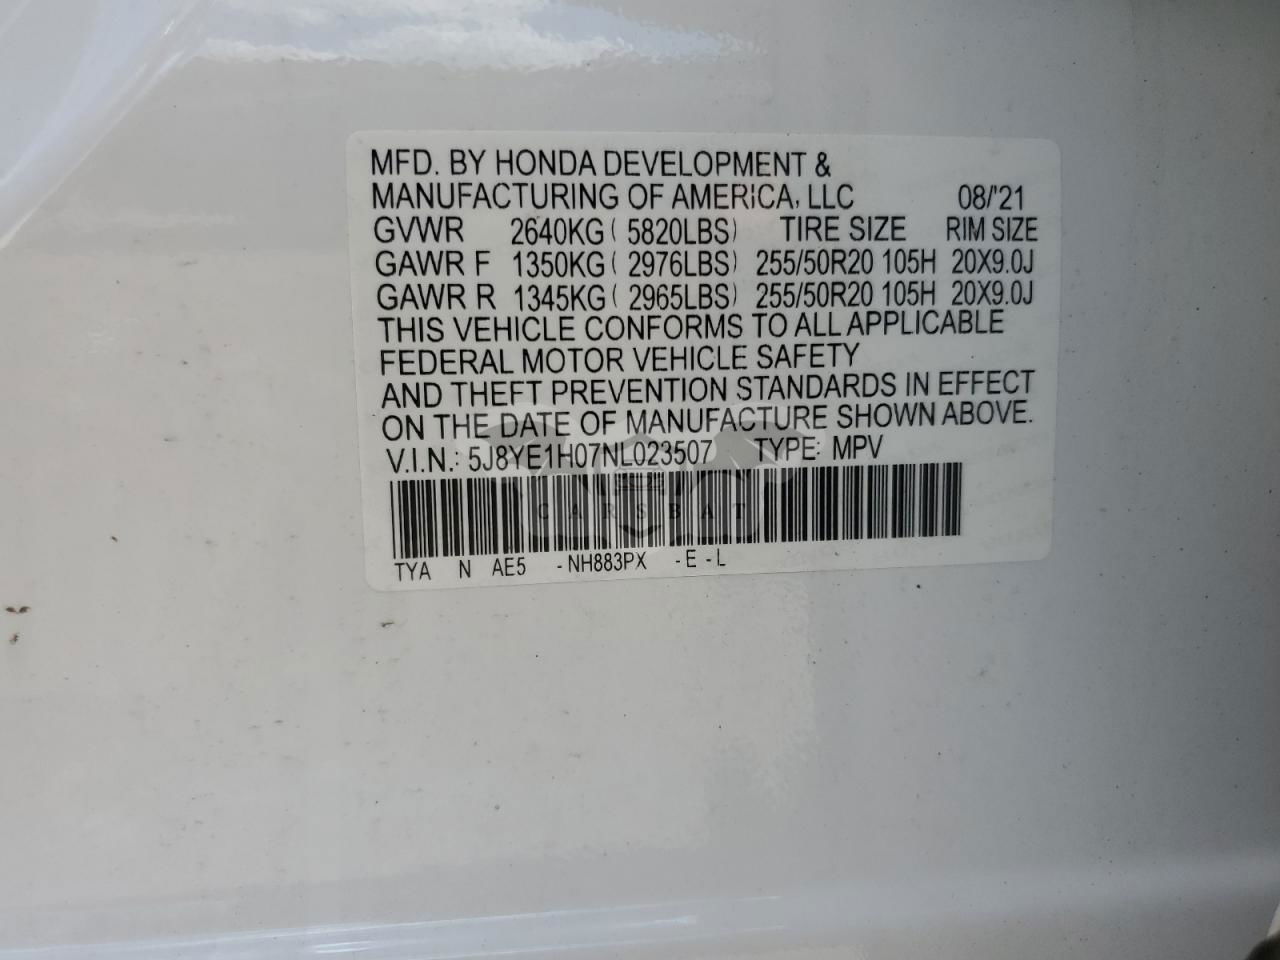 MFD. BY HONDA DEVELOPMENT &
MANUFACTURING OF AMERICA, LLC 08/'21
GVWR 2640KG ( 5820LBS) TIRE SIZE RIM SIZE
GAWR F 1350KG ( 2976LBS) 255/50R20 105H 20X9.0J
GAWR R 1345KG ( 2965LBS) 255/50R20 105H 20X9.0J
THIS VEHICLE CONFORMS TO ALL APPLICABLE
FEDERAL MOTOR VEHICLE SAFETY
AND THEFT PREVENTION STANDARDS IN EFFECT
ON THE DATE OF MANUFACTURE SHOWN ABOVE.
V.I.N.: 5J8YE1H07NL023507 TYPE: MPV
CARSBAT
TYA N AE5 - NH883PX - E - L